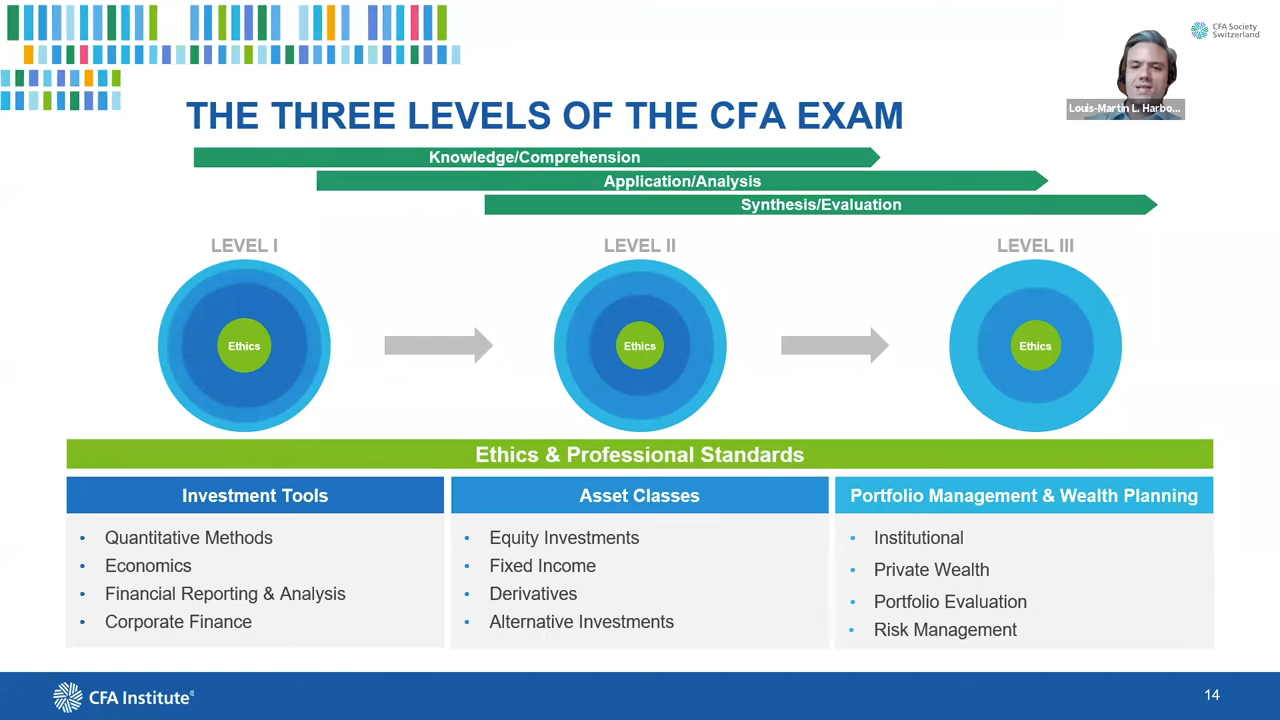 CFA Society
Switzerland
Louis-Martin L. Harbo...
THE THREE LEVELS OF THE CFA EXAM
Knowledge/Comprehension
Application/Analysis
Synthesis/Evaluation
LEVEL I
LEVEL II
LEVEL III
Ethics
Ethics
Ethics
Ethics & Professional Standards
Investment Tools
• Quantitative Methods
• Economics
• Financial Reporting & Analysis
• Corporate Finance
Asset Classes
• Equity Investments
• Fixed Income
• Derivatives
• Alternative Investments
Portfolio Management & Wealth Planning
• Institutional
• Private Wealth
• Portfolio Evaluation
• Risk Management
CFA Institute®
14